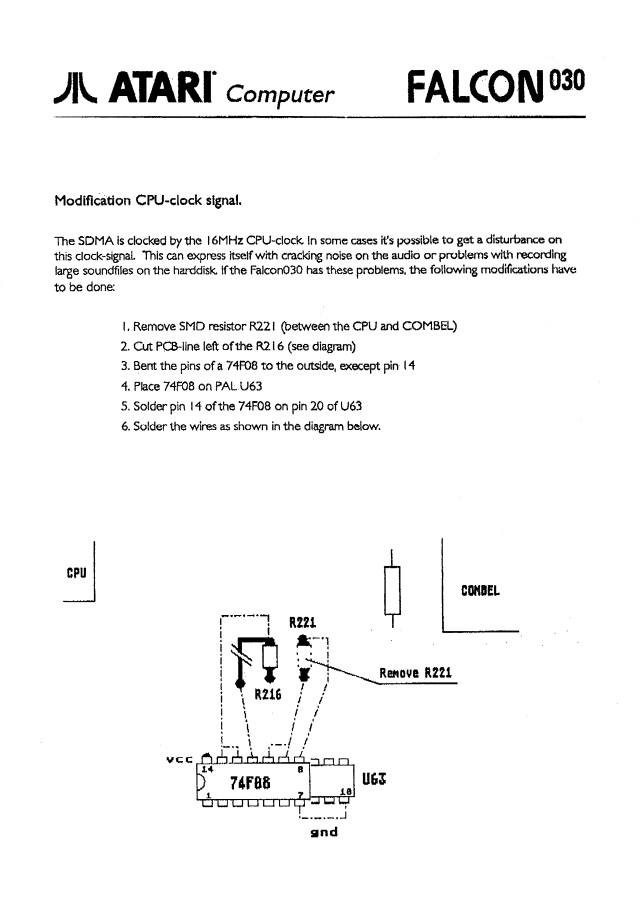 ATARI Computer
FALCON030
Modification CPU-clock signal.
The SDMA is clocked by the 16MHz CPU-clock. In some cases it's possible to get a disturbance on
this clock-signal. This can express itself with cracking noise on the audio or problems with recording
large soundfiles on the harddisk. If the Falcon030 has these problems, the following modifications have
to be done:
1. Remove SMD resistor R221 (between the CPU and COMBEL)
2. Cut PCB-line left of the R216 (see diagram)
3. Bent the pins of a 74F08 to the outside, execept pin 14
4. Place 74F08 on PAL U63
5. Solder pin 14 of the 74F08 on pin 20 of U63
6. Solder the wires as shown in the diagram below.
CPU
COMBEL
R221
Remove R221
R216
VCC
14
8
74F08
U63
1
7
10
gnd